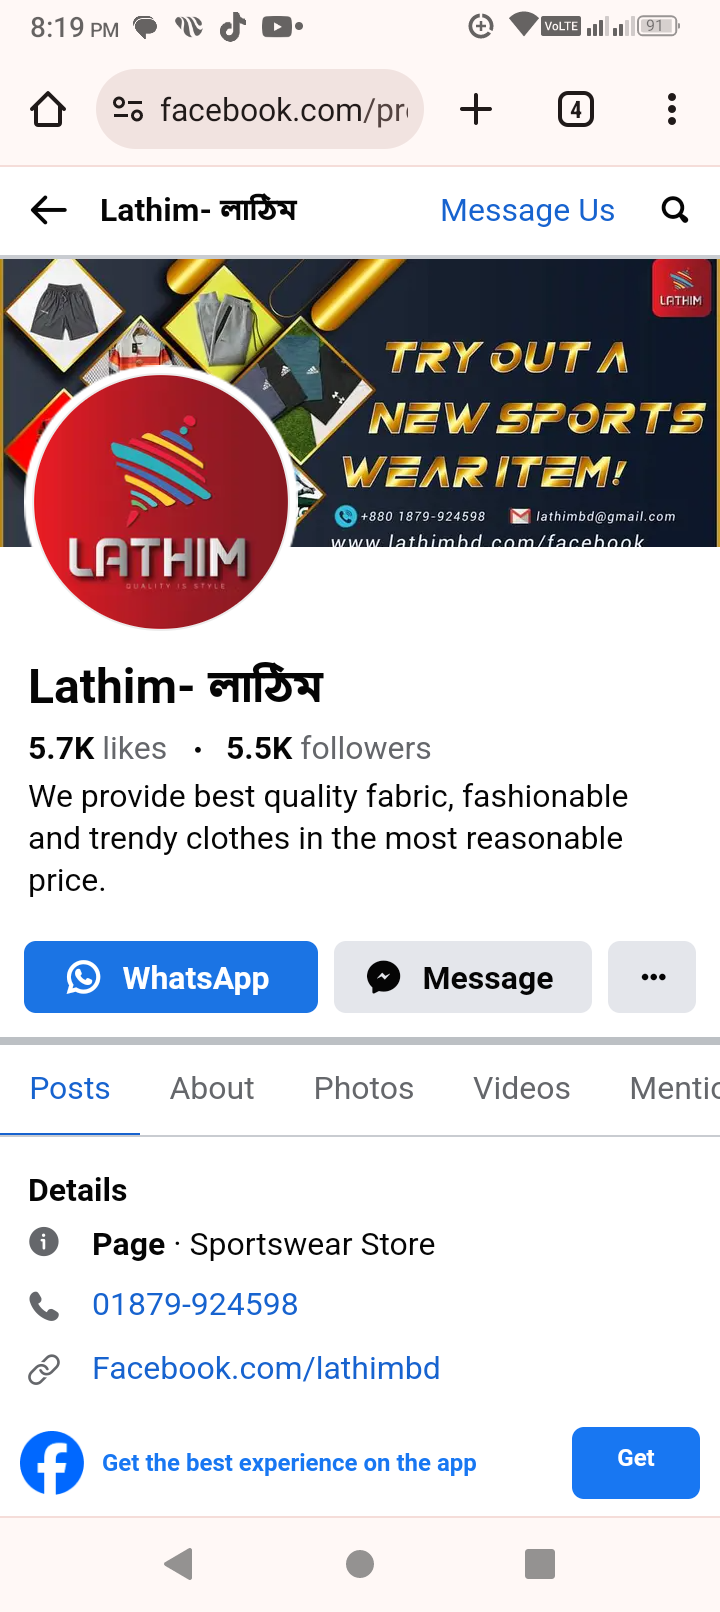 8:19 PM
VoLTE
91
facebook.com/pr
4
Lathim- লাঠিম
Message Us
LATHIM
TRY OUT A
NEW SPORTS
WEAR ITEM!
+880 1879-924598
lathimbd@gmail.com
www.lathimbd.com/facebook
LATHIM
QUALITY IS STYLE
Lathim- লাঠিম
5.7K likes • 5.5K followers
We provide best quality fabric, fashionable
and trendy clothes in the most reasonable
price.
WhatsApp
Message
Posts
About
Photos
Videos
Mentio
Details
Page · Sportswear Store
01879-924598
Facebook.com/lathimbd
Get the best experience on the app
Get